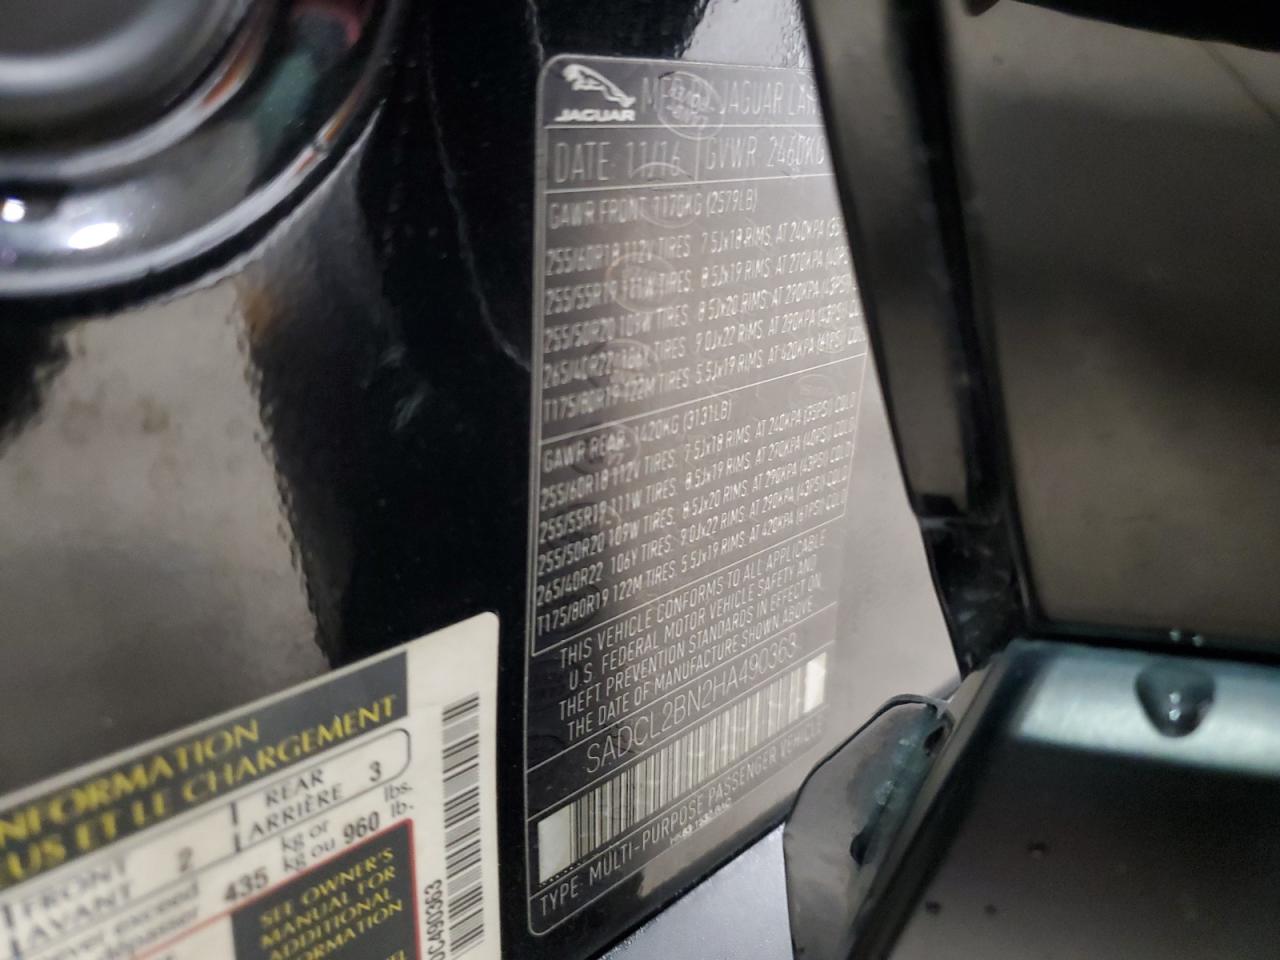 JAGUAR
JAGUAR
DATE: 11/16 GVWR: 2460KG
GAWR FRONT 1170KG (2579LB)
255/60R18 112V TIRES. 7.5Jx18 RIMS. AT 240KPA
255/55R19 111W TIRES. 8.5Jx19 RIMS. AT 270KPA
255/50R20 109W TIRES. 8.5Jx20 RIMS. AT 290KPA (43PS
265/40R22 106Y TIRES. 9.0Jx22 RIMS. AT 290KPA (43PSI)
T175/80R19 122M TIRES. 5.5Jx19 RIMS. AT 420KPA (61PSI)
GAWR REAR 1420KG (3131LB)
255/60R18 112V TIRES. 7.5Jx18 RIMS. AT 240KPA (35PSI) COLD
255/55R19 111W TIRES. 8.5Jx19 RIMS. AT 270KPA (40PSI) COLD
255/50R20 109W TIRES. 8.5Jx20 RIMS. AT 290KPA (43PSI) COLD
265/40R22 106Y TIRES. 9.0Jx22 RIMS. AT 290KPA (43PSI) COLD
T175/80R19 122M TIRES. 5.5Jx19 RIMS. AT 420KPA (61PSI) COLD
THIS VEHICLE CONFORMS TO ALL APPLICABLE
U.S. FEDERAL MOTOR VEHICLE SAFETY AND
THEFT PREVENTION STANDARDS IN EFFECT ON
THE DATE OF MANUFACTURE SHOWN ABOVE.
SADCL2BN2HA490363
TYPE: MULTI-PURPOSE PASSENGER VEHICLE
NFORMATION
US ET LE CHARGEMENT
FRONT
AVANT 2
REAR
ARRIÈRE 3
exceed 435 kg or 960 lbs.
kg ou lb.
SEE OWNER'S
MANUAL FOR
ADDITIONAL
INFORMATION
C490363